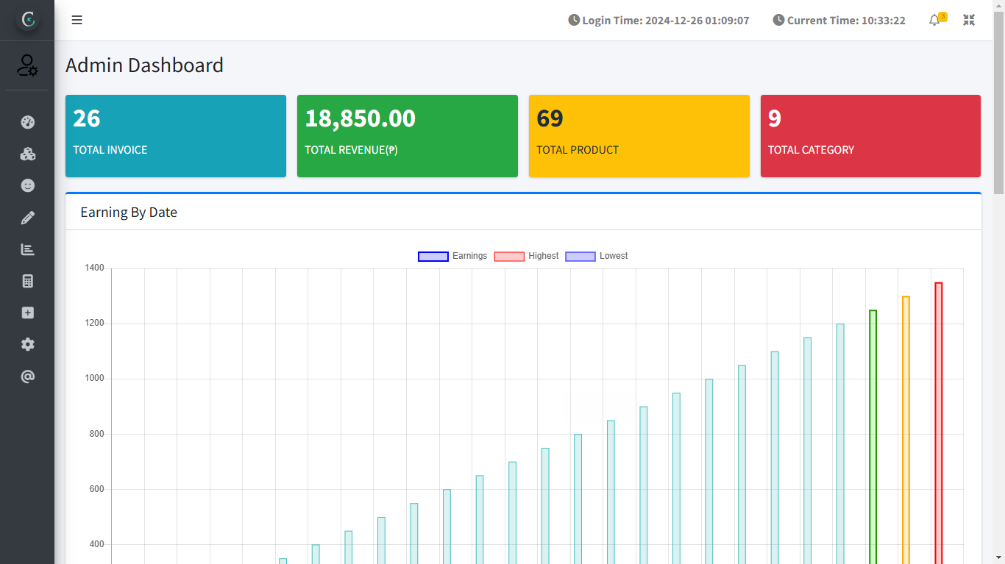 Login Time: 2024-12-26 01:09:07
Current Time: 10:33:22
Admin Dashboard
26
TOTAL INVOICE
18,850.00
TOTAL REVENUE(₱)
69
TOTAL PRODUCT
9
TOTAL CATEGORY
Earning By Date
Earnings
Highest
Lowest
1400
1200
1000
800
600
400